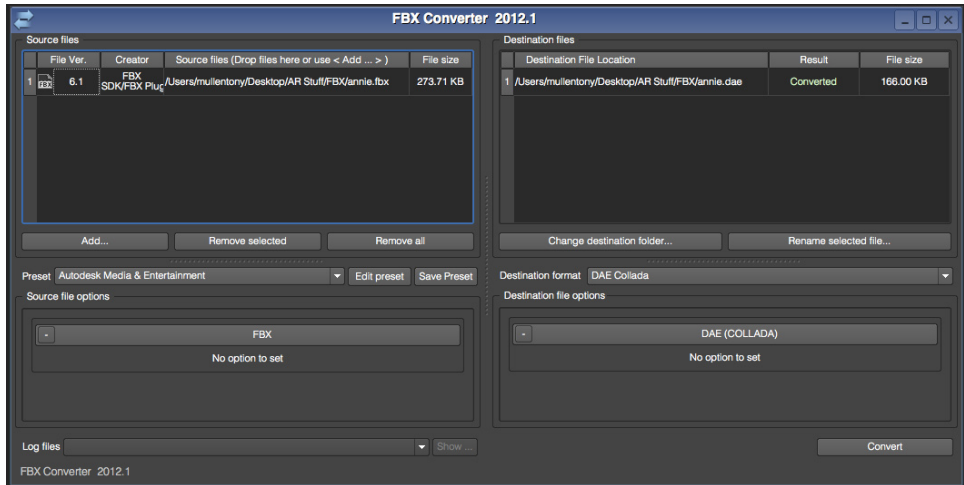 FBX Converter 2012.1
Source files
File Ver. Creator Source files (Drop files here or use < Add ... > ) File size
1 FBX 6.1 FBX SDK/FBX Plug /Users/mullentony/Desktop/AR Stuff/FBX/annie.fbx 273.71 KB
Add... Remove selected Remove all
Destination files
Destination File Location Result File size
1 /Users/mullentony/Desktop/AR Stuff/FBX/annie.dae Converted 166.00 KB
Change destination folder... Rename selected file...
Preset Autodesk Media & Entertainment Edit preset Save Preset
Destination format DAE Collada
Source file options
- FBX
No option to set
Destination file options
- DAE (COLLADA)
No option to set
Log files Show ...
Convert
FBX Converter 2012.1